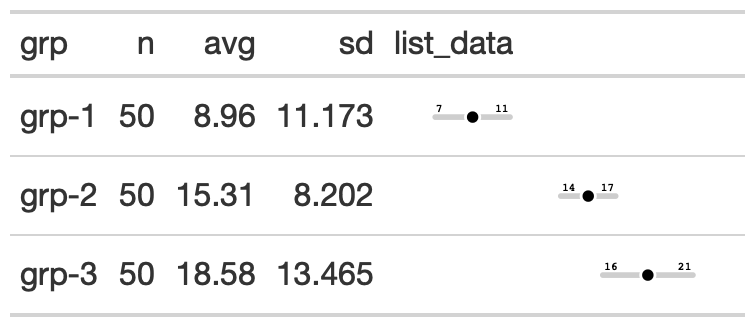 grp n avg sd list_data
grp-1 50 8.96 11.173 7 11
grp-2 50 15.31 8.202 14 17
grp-3 50 18.58 13.465 16 21